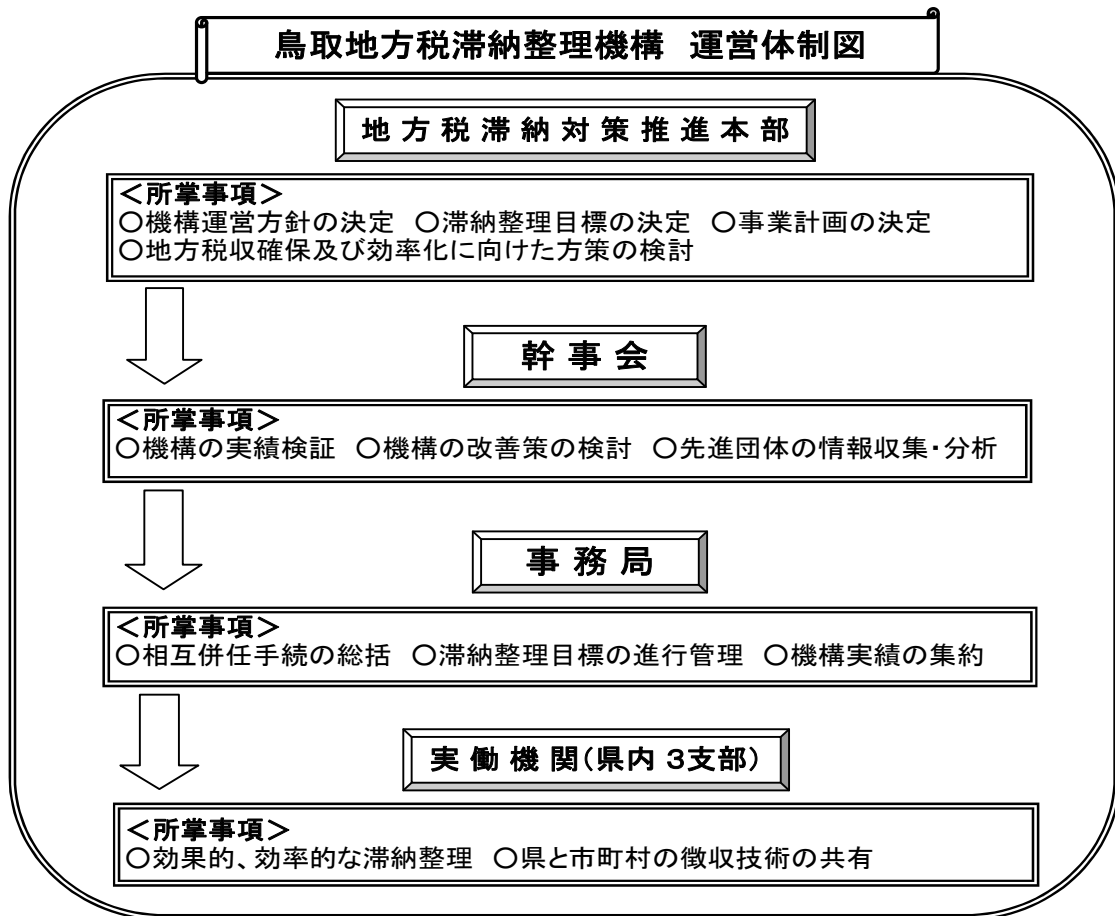 鳥取地方税滞納整理機構 運営体制図
地方税滞納対策推進本部
＜所掌事項＞
○機構運営方針の決定 ○滞納整理目標の決定 ○事業計画の決定
○地方税収確保及び効率化に向けた方策の検討
幹事会
＜所掌事項＞
○機構の実績検証 ○機構の改善策の検討 ○先進団体の情報収集・分析
事務局
＜所掌事項＞
○相互併任手続の総括 ○滞納整理目標の進行管理 ○機構実績の集約
実働機関(県内 3支部)
＜所掌事項＞
○効果的、効率的な滞納整理 ○県と市町村の徴収技術の共有